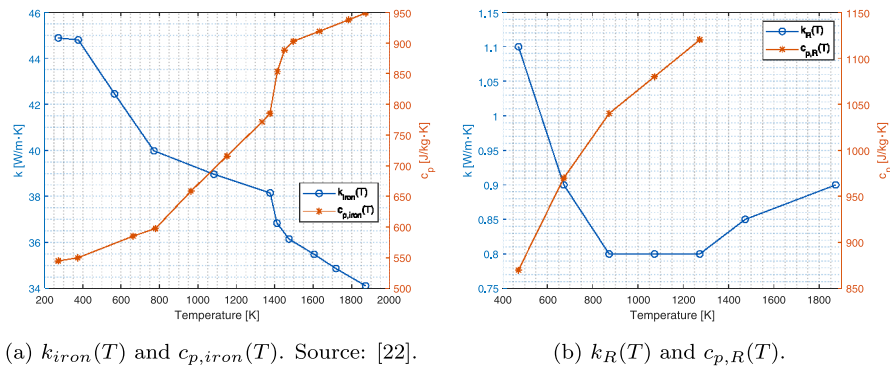 46
44
42
40
38
36
34
k [W/m·K]
950
900
850
800
750
700
650
600
550
500
c_p [J/kg·K]
k_iron(T)
c_p,iron(T)
200 400 600 800 1000 1200 1400 1600 1800 2000
Temperature [K]
(a) k_iron(T) and c_p,iron(T). Source: [22].
1.15
1.1
1.05
1
0.95
0.9
0.85
0.8
0.75
k [W/m·K]
1150
1100
1050
1000
950
900
850
c_p [J/kg·K]
k_R(T)
c_p,R(T)
400 600 800 1000 1200 1400 1600 1800
Temperature [K]
(b) k_R(T) and c_p,R(T).